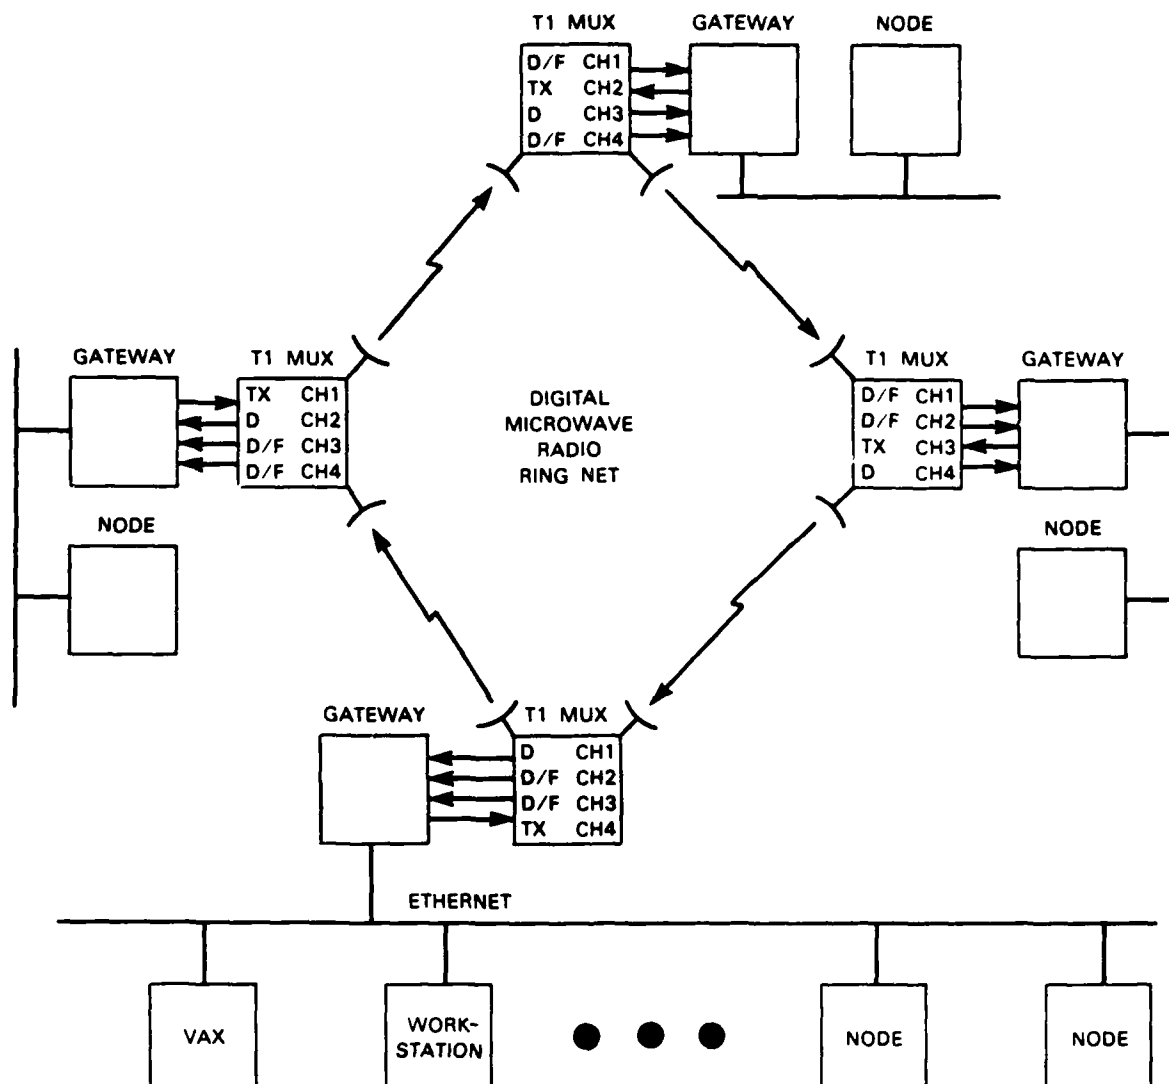 T1 MUX GATEWAY NODE
D/F CH1
TX CH2
D CH3
D/F CH4
GATEWAY T1 MUX
TX CH1
D CH2
D/F CH3
D/F CH4
NODE
DIGITAL
MICROWAVE
RADIO
RING NET
T1 MUX GATEWAY
D/F CH1
D/F CH2
TX CH3
D CH4
NODE
GATEWAY T1 MUX
D CH1
D/F CH2
D/F CH3
TX CH4
ETHERNET
VAX
WORK-
STATION
NODE
NODE